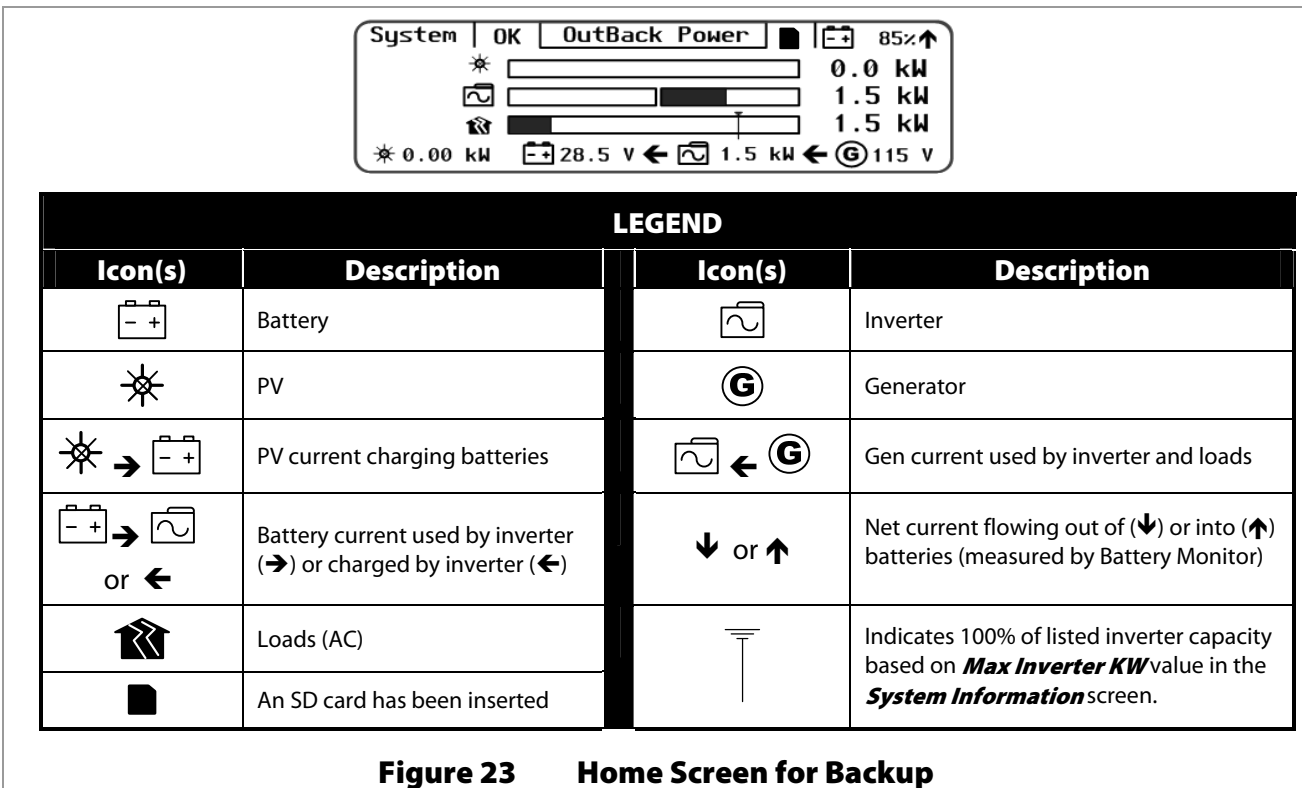 System | OK | OutBack Power | 85%↑
0.0 kW
1.5 kW
1.5 kW
0.00 kW - + 28.5 V ← 1.5 kW ← G 115 V
LEGEND
Icon(s) Description Icon(s) Description
- + Battery Inverter
PV G Generator
➔ - + PV current charging batteries ← G Gen current used by inverter and loads
- + ➔ or ← Battery current used by inverter
(➔) or charged by inverter (←)
↓ or ↑ Net current flowing out of (↓) or into (↑)
batteries (measured by Battery Monitor)
Loads (AC)
An SD card has been inserted
Indicates 100% of listed inverter capacity
based on Max Inverter KW value in the
System Information screen.
Figure 23 Home Screen for Backup